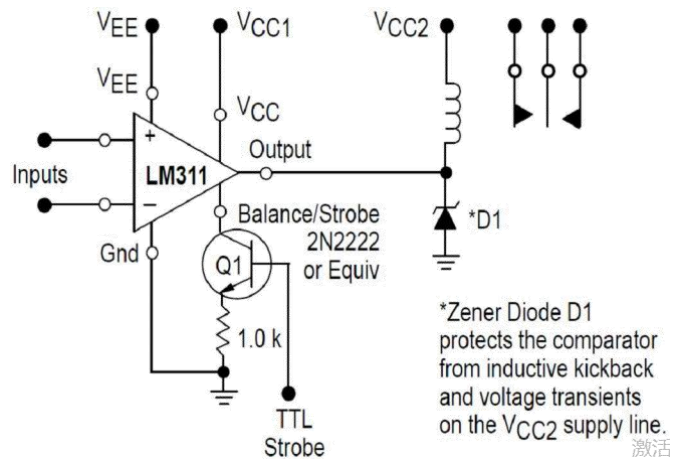 VEE
VCC1
VCC2
VEE
VCC
+
Output
Inputs
LM311
−
Balance/Strobe
2N2222
or Equiv
*D1
Gnd
Q1
1.0 k
TTL
Strobe
*Zener Diode D1
protects the comparator
from inductive kickback
and voltage transients
on the VCC2 supply line.
激活